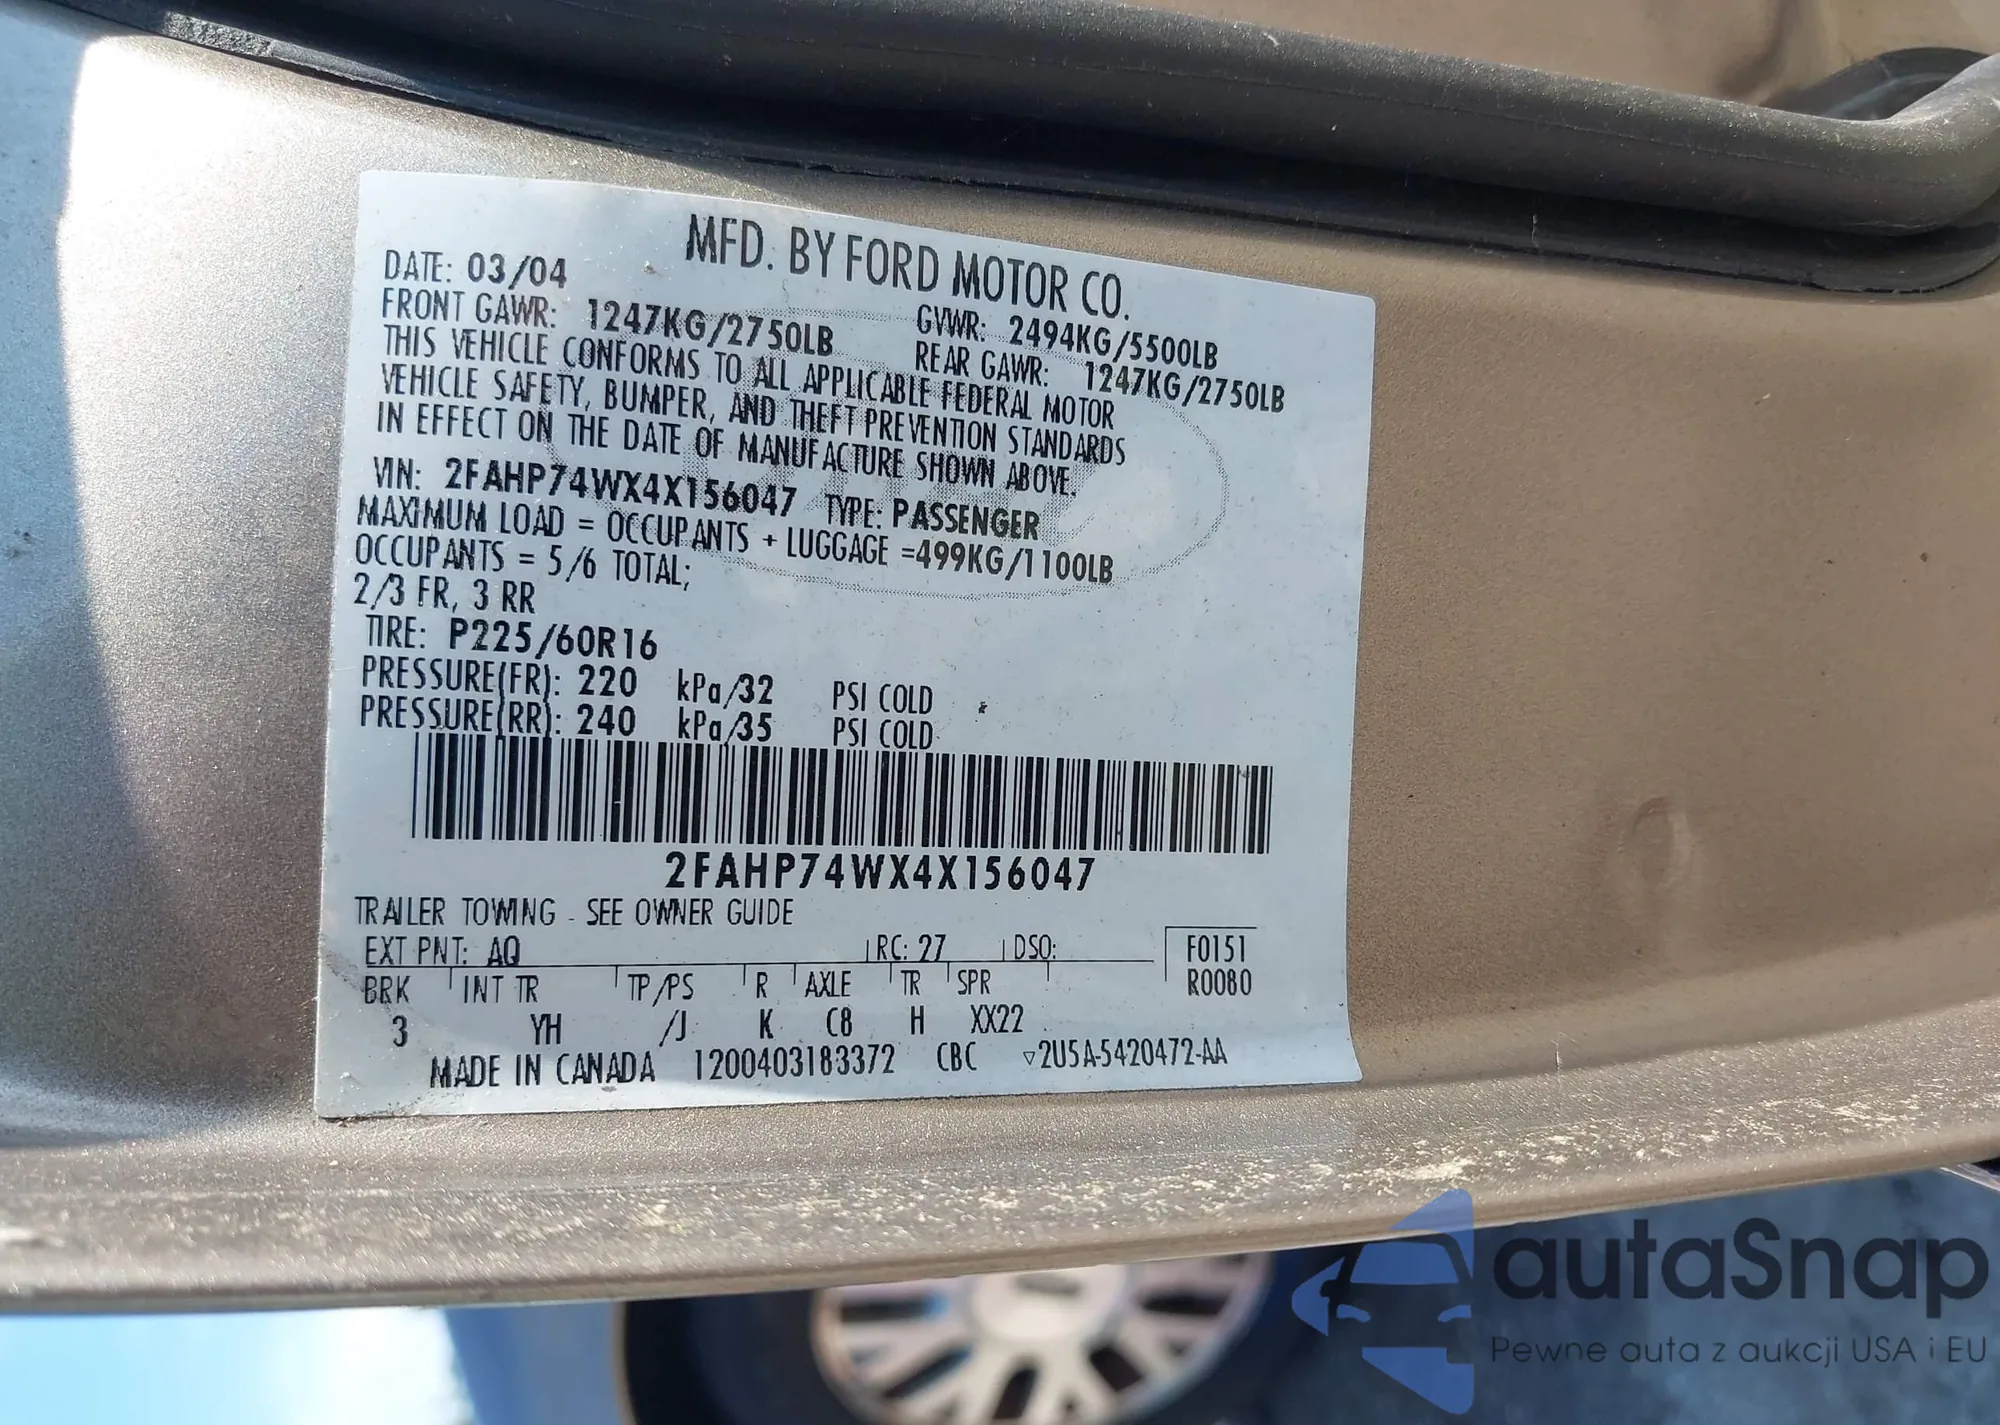 MFD. BY FORD MOTOR CO.
DATE: 03/04
FRONT GAWR: 1247KG/2750LB
GVWR: 2494KG/5500LB
REAR GAWR: 1247KG/2750LB
THIS VEHICLE CONFORMS TO ALL APPLICABLE FEDERAL MOTOR
VEHICLE SAFETY, BUMPER, AND THEFT PREVENTION STANDARDS
IN EFFECT ON THE DATE OF MANUFACTURE SHOWN ABOVE.
VIN: 2FAHP74WX4X156047 TYPE: PASSENGER
MAXIMUM LOAD = OCCUPANTS + LUGGAGE =499KG/1100LB
OCCUPANTS = 5/6 TOTAL;
2/3 FR, 3 RR
TIRE: P225/60R16
PRESSURE(FR): 220 kPa/32 PSI COLD
PRESSURE(RR): 240 kPa/35 PSI COLD
2FAHP74WX4X156047
TRAILER TOWING - SEE OWNER GUIDE
EXT PNT: AQ RC: 27 DSO: F0151
R0080
BRK INT TR TP/PS R AXLE TR SPR
3 YH /J K C8 H XX22
MADE IN CANADA 1200403183372 CBC ▽2U5A-5420472-AA
autaSnap
Pewne auta z aukcji USA i EU